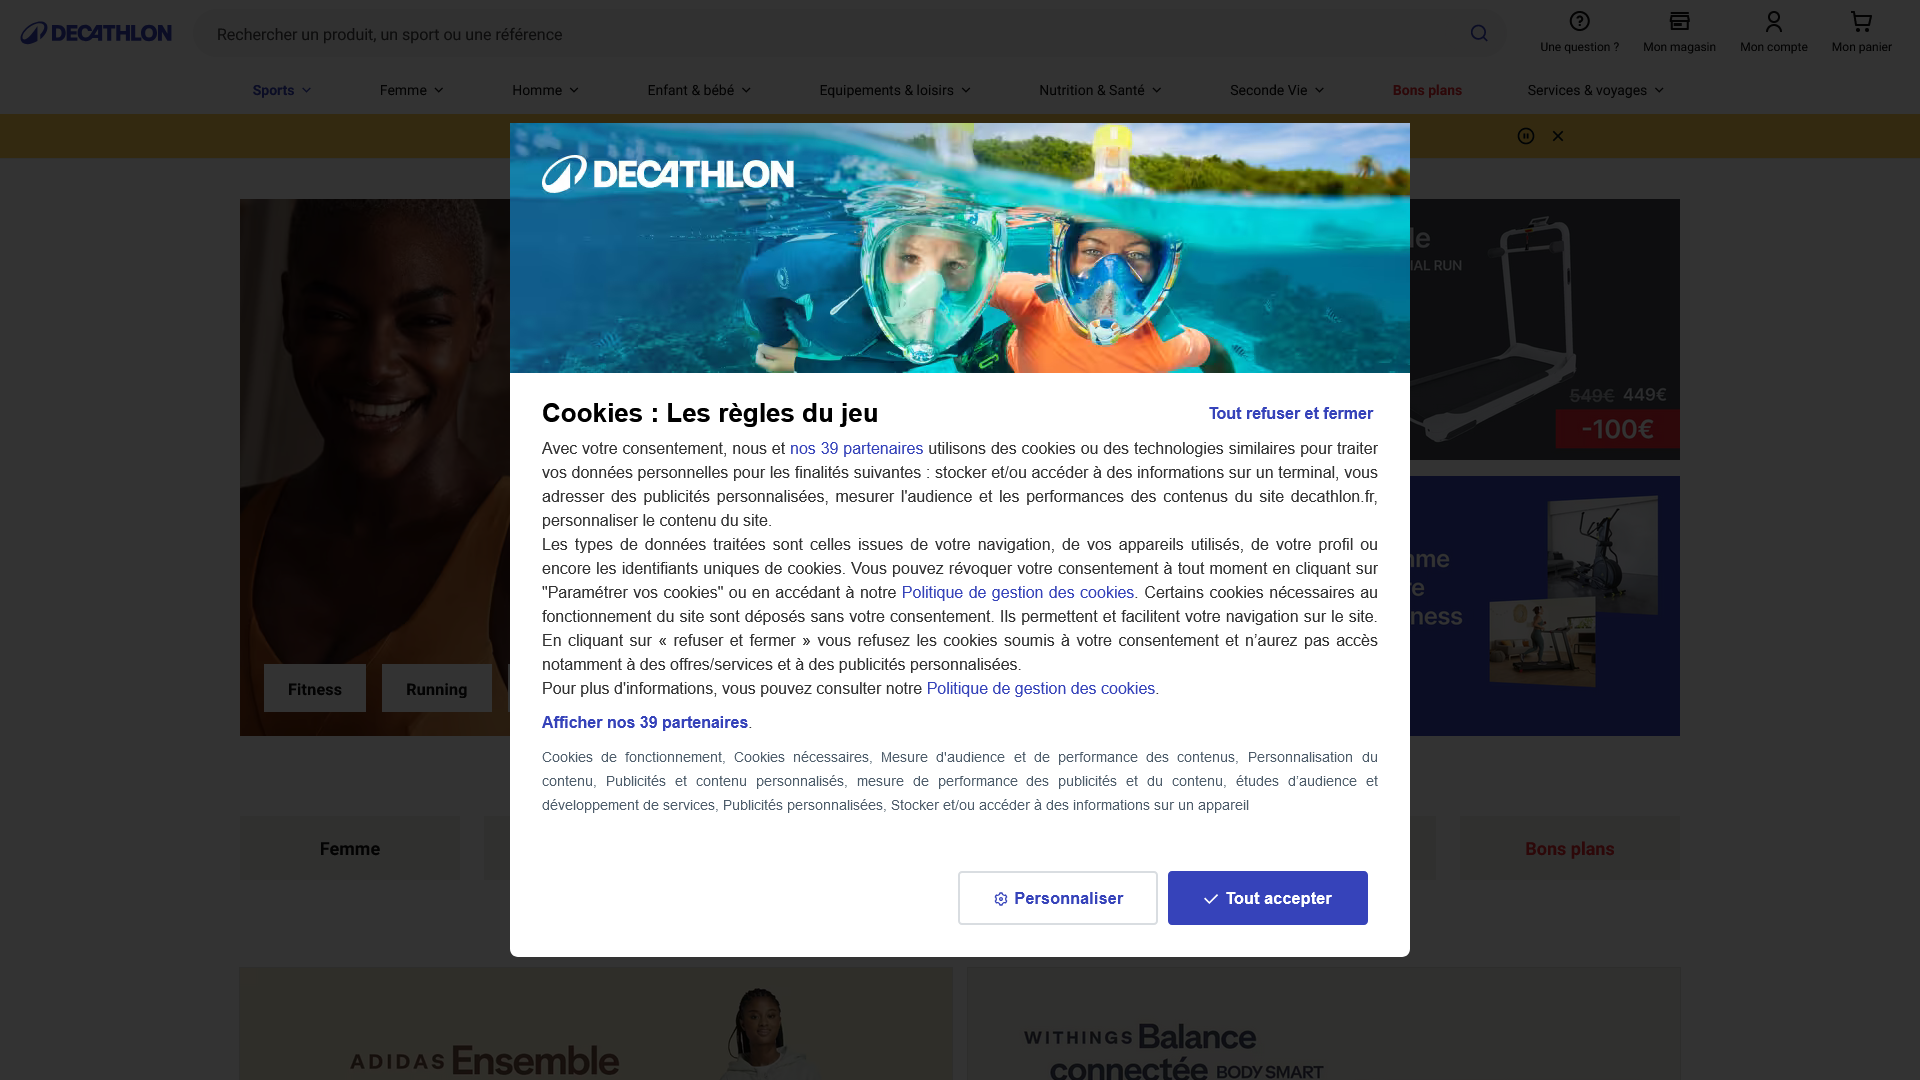 DECATHLON
Rechercher un produit, un sport ou une référence
Une question ?
Mon magasin
Mon compte
Mon panier
Sports
Femme
Homme
Enfant & bébé
Equipements & loisirs
Nutrition & Santé
Seconde Vie
Bons plans
Services & voyages
DECATHLON
Cookies : Les règles du jeu
Tout refuser et fermer
Avec votre consentement, nous et nos 39 partenaires utilisons des cookies ou des technologies similaires pour traiter
vos données personnelles pour les finalités suivantes : stocker et/ou accéder à des informations sur un terminal, vous
adresser des publicités personnalisées, mesurer l'audience et les performances des contenus du site decathlon.fr,
personnaliser le contenu du site.
Les types de données traitées sont celles issues de votre navigation, de vos appareils utilisés, de votre profil ou
encore les identifiants uniques de cookies. Vous pouvez révoquer votre consentement à tout moment en cliquant sur
"Paramétrer vos cookies" ou en accédant à notre Politique de gestion des cookies. Certains cookies nécessaires au
fonctionnement du site sont déposés sans votre consentement. Ils permettent et facilitent votre navigation sur le site.
En cliquant sur « refuser et fermer » vous refusez les cookies soumis à votre consentement et n’aurez pas accès
notamment à des offres/services et à des publicités personnalisées.
Pour plus d'informations, vous pouvez consulter notre Politique de gestion des cookies.
Afficher nos 39 partenaires.
Cookies de fonctionnement, Cookies nécessaires, Mesure d'audience et de performance des contenus, Personnalisation du
contenu, Publicités et contenu personnalisés, mesure de performance des publicités et du contenu, études d’audience et
développement de services, Publicités personnalisées, Stocker et/ou accéder à des informations sur un appareil
Personnaliser
Tout accepter
549€ 449€
-100€
Fitness
Running
Femme
Bons plans
ADIDAS Ensemble
WITHINGS Balance
connectée BODY SMART